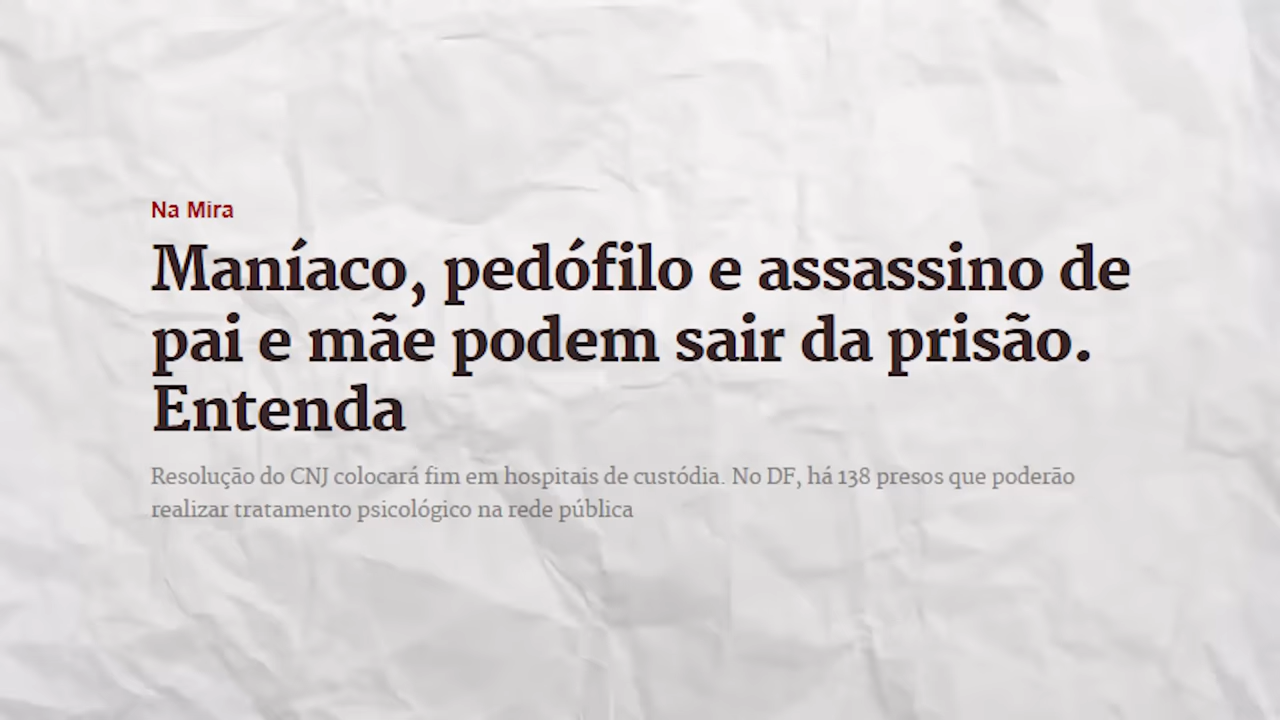 Na Mira
Maníaco, pedófilo e assassino de
pai e mãe podem sair da prisão.
Entenda
Resolução do CNJ colocará fim em hospitais de custódia. No DF, há 138 presos que poderão
realizar tratamento psicológico na rede pública